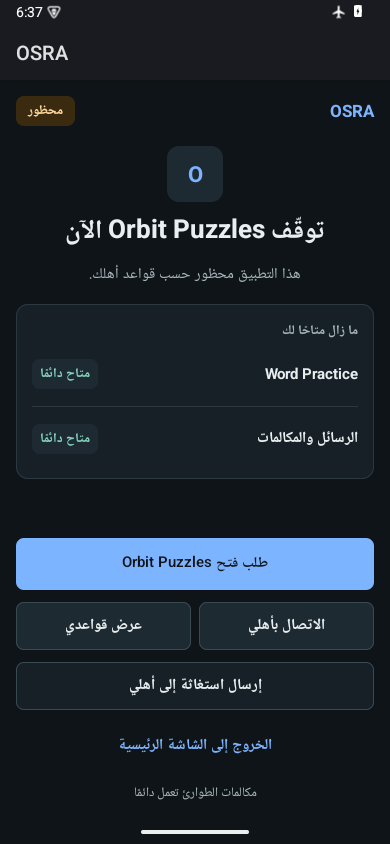 6:37
OSRA
OSRA
محظور
O
توقّف Orbit Puzzles الآن
هذا التطبيق محظور حسب قواعد أهلك.
ما زال متاحًا لك
Word Practice
متاح دائمًا
الرسائل والمكالمات
متاح دائمًا
طلب فتح Orbit Puzzles
الاتصال بأهلي
عرض قواعدي
إرسال استغاثة إلى أهلي
الخروج إلى الشاشة الرئيسية
مكالمات الطوارئ تعمل دائمًا